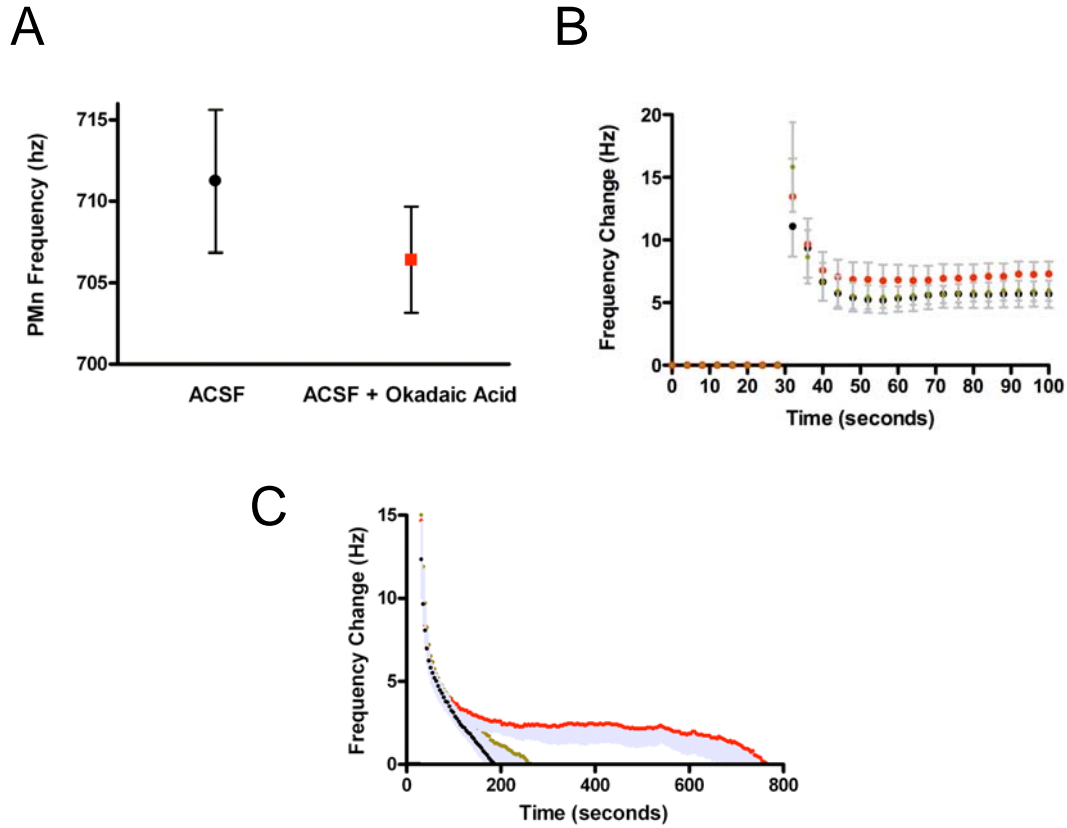 A
PMn Frequency (hz)
715
710
705
700
ACSF
ACSF + Okadaic Acid
B
Frequency Change (Hz)
20
15
10
5
0
0 10 20 30 40 50 60 70 80 90 100
Time (seconds)
C
Frequency Change (Hz)
15
10
5
0
0 200 400 600 800
Time (seconds)